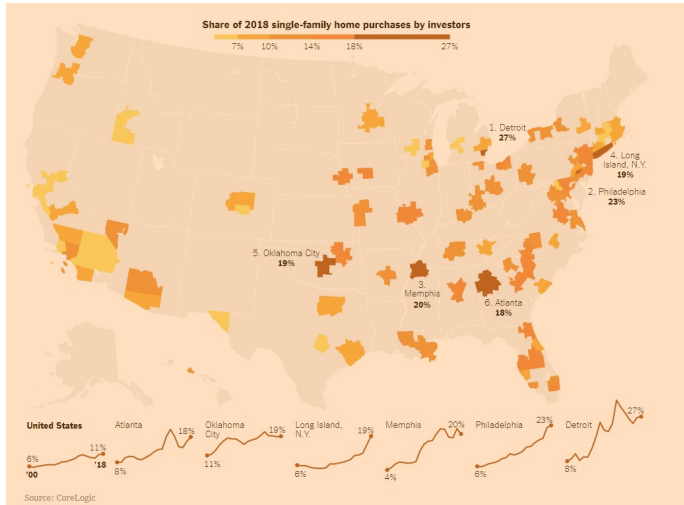 Share of 2018 single-family home purchases by investors
7% 10% 14% 18% 27%
1. Detroit
27%
4. Long
Island, N.Y.
19%
2. Philadelphia
23%
5. Oklahoma City
19%
3.
Memphis
20%
6. Atlanta
18%
United States
6%
'00
11%
'18
Atlanta
8%
18%
Oklahoma
City
11%
19%
Long Island,
N.Y.
6%
19%
Memphis
4%
20%
Philadelphia
6%
23%
Detroit
8%
27%
Source: CoreLogic